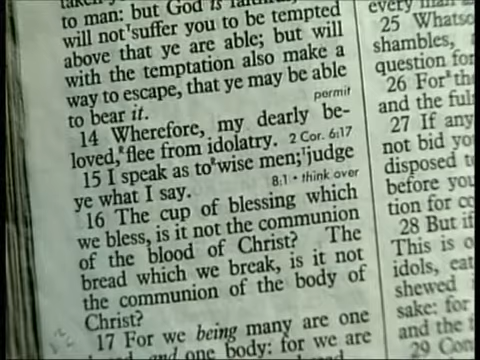 to man: but God is
will not suffer you to be tempted
above that ye are able; but will
with the temptation also make a
way to escape, that ye may be able
to bear it.
permit
14 Wherefore, my dearly be-
loved, flee from idolatry. 2 Cor. 6:17
15 I speak as to wise men; judge
ye what I say. 8:1 • think over
16 The cup of blessing which
we bless, is it not the communion
of the blood of Christ? The
bread which we break, is it not
the communion of the body of
Christ?
17 For we being many are one
and one body: for we are
every man
25 Whatso
shambles,
question for
26 For the
and the ful
27 If any
not bid yo
disposed t
before you
tion for co
28 But if
This is o
idols, eat
shewed
sake: for
and the
29 Con